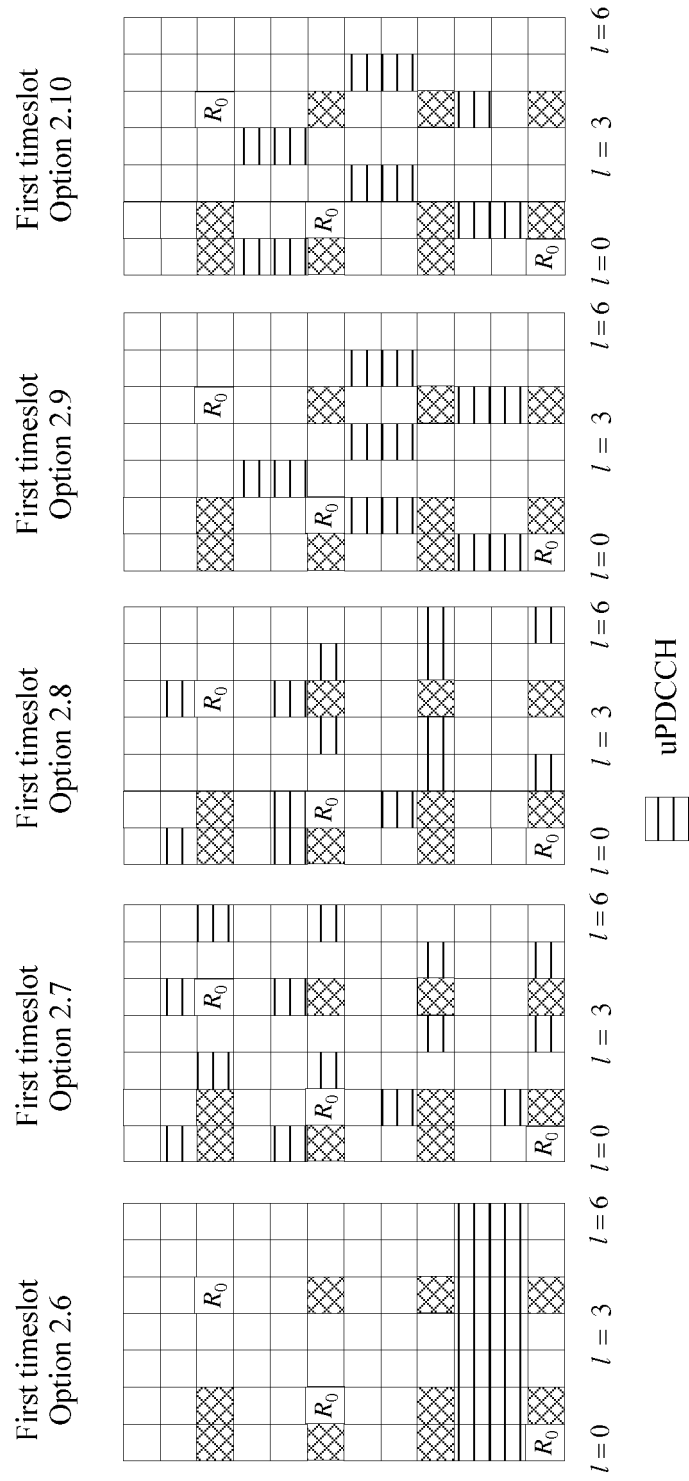 First timeslot
Option 2.6
R₀
R₀
R₀
l=0 l = 3 l=6
First timeslot
Option 2.7
R₀
R₀
R₀
l=0 l = 3 l=6
First timeslot
Option 2.8
R₀
R₀
R₀
l=0 l = 3 l=6
First timeslot
Option 2.9
R₀
R₀
R₀
l=0 l = 3 l=6
First timeslot
Option 2.10
R₀
R₀
R₀
l=0 l = 3 l=6
uPDCCH